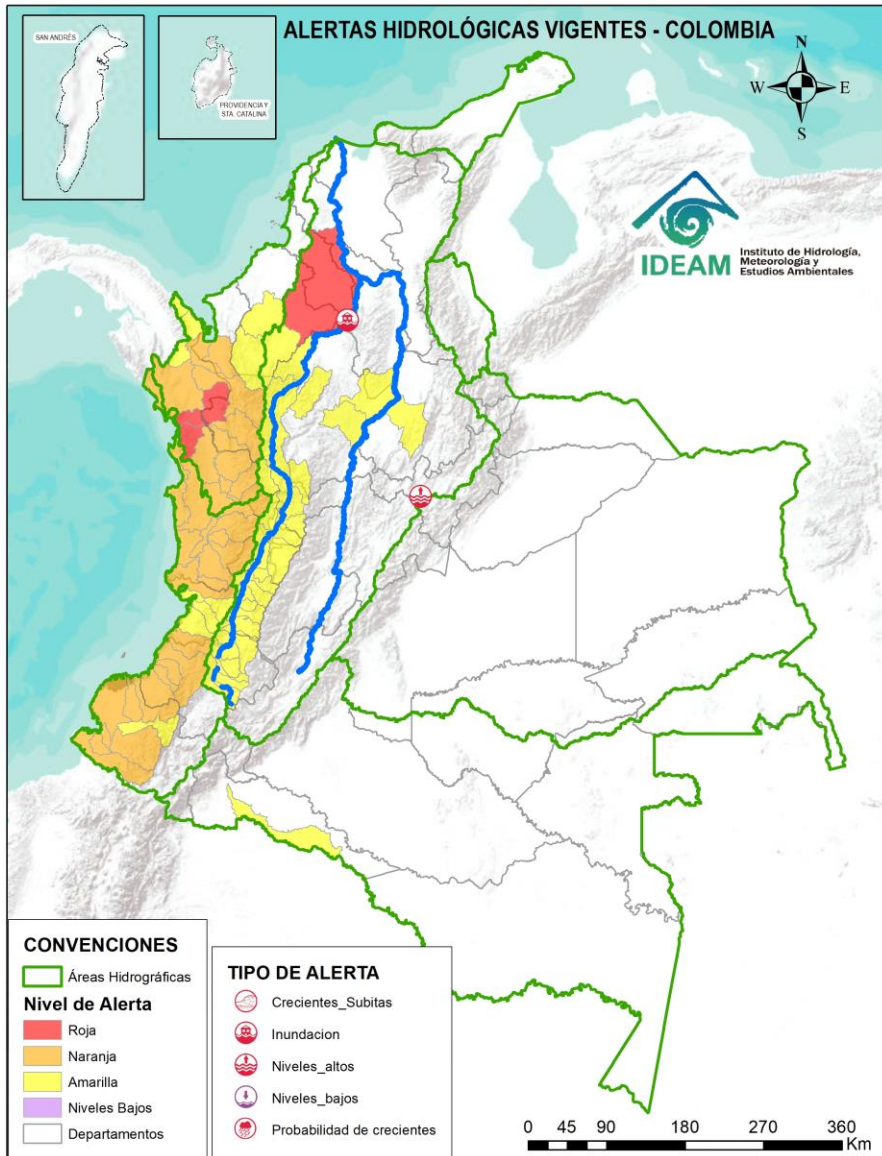 ALERTAS HIDROLÓGICAS VIGENTES - COLOMBIA
SAN ANDRÉS
PROVIDENCIA Y
STA. CATALINA
N
W
E
S
IDEAM
Instituto de Hidrología,
Meteorología y
Estudios Ambientales
CONVENCIONES
Áreas Hidrográficas
Nivel de Alerta
Roja
Naranja
Amarilla
Niveles Bajos
Departamentos
TIPO DE ALERTA
Crecientes_Subitas
Inundacion
Niveles_altos
Niveles_bajos
Probabilidad de crecientes
0 45 90 180 270 360
Km